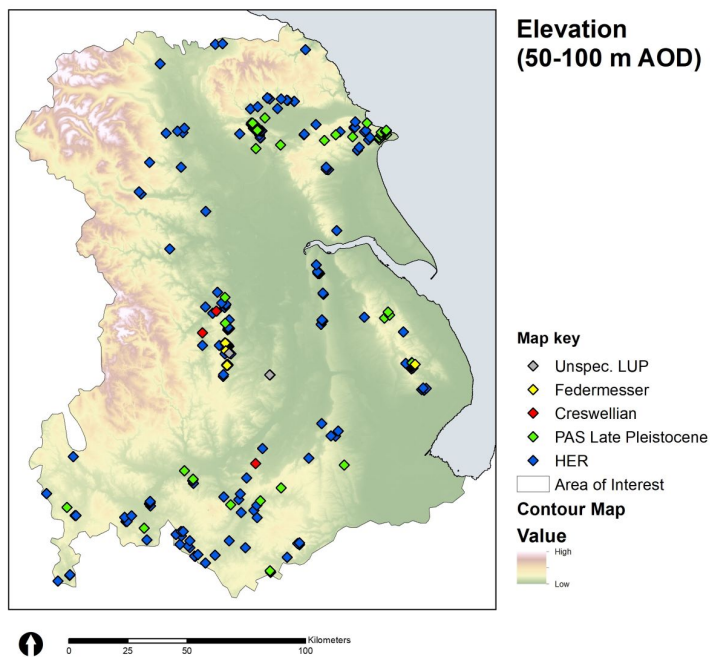 Elevation
(50-100 m AOD)
Map key
Unspec. LUP
Federmesser
Creswellian
PAS Late Pleistocene
HER
Area of Interest
Contour Map
Value
High
Low
Kilometers
0 25 50 100